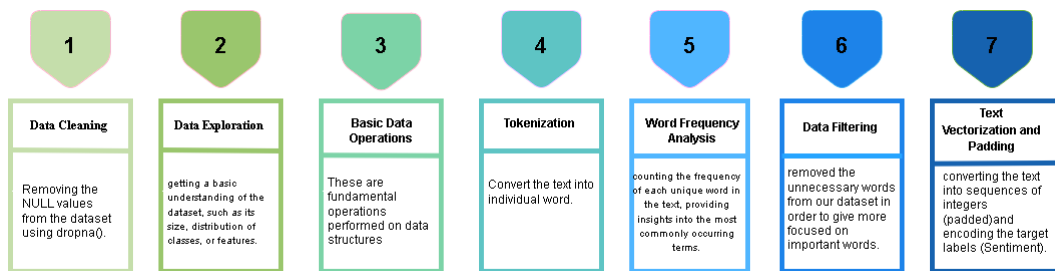 1
2
3
4
5
6
7
Data Cleaning
Removing the
NULL values
from the dataset
using dropna().
Data Exploration
getting a basic
understanding of the
dataset, such as its
size, distribution of
classes, or features.
Basic Data
Operations
These are
fundamental
operations
performed on data
structures
Tokenization
Convert the text into
individual word.
Word Frequency
Analysis
counting the frequency
of each unique word in
the text, providing
insights into the most
commonly occurring
terms.
Data Filtering
removed the
unnecessary words
from our dataset in
order to give more
focused on
important words.
Text
Vectorization and
Padding
converting the text
into sequences of
integers
(padded)and
encoding the target
labels (Sentiment).